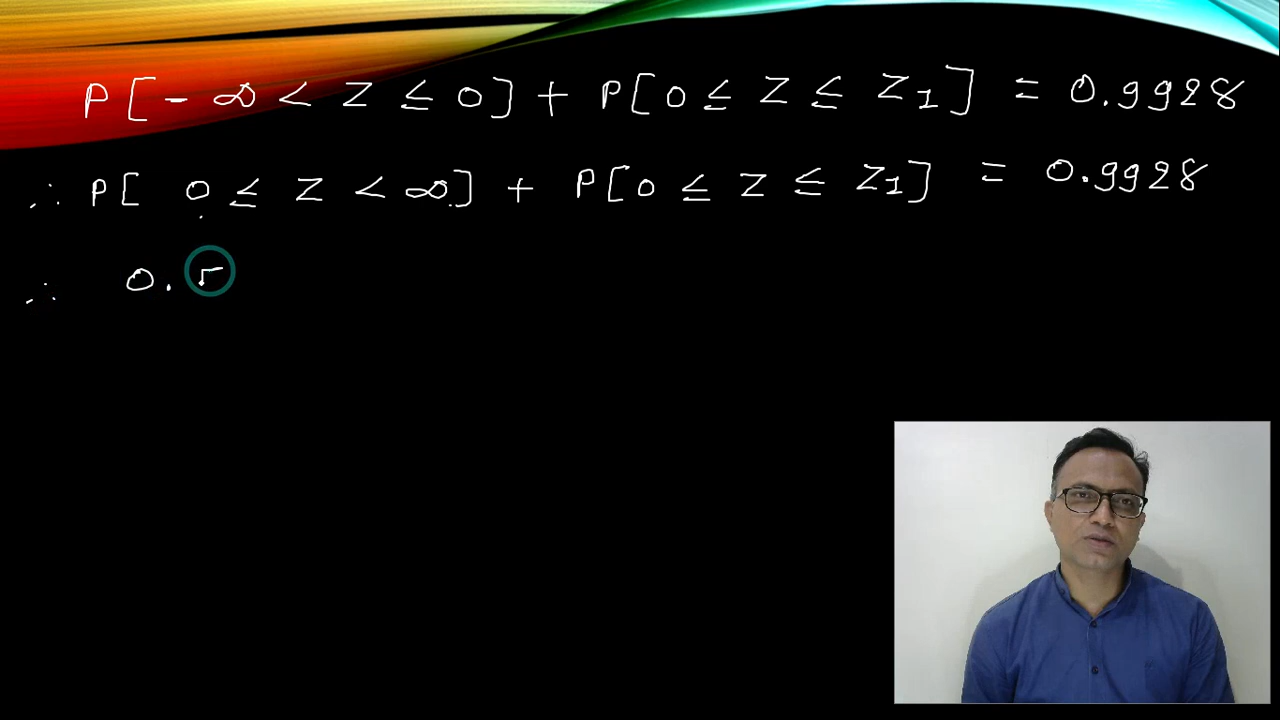 P[-∞ < Z ≤ 0] + P[0 ≤ Z ≤ Z1] = 0.9928
∴ P[ 0 ≤ Z < ∞] + P[0 ≤ Z ≤ Z1] = 0.9928
∴ 0.5